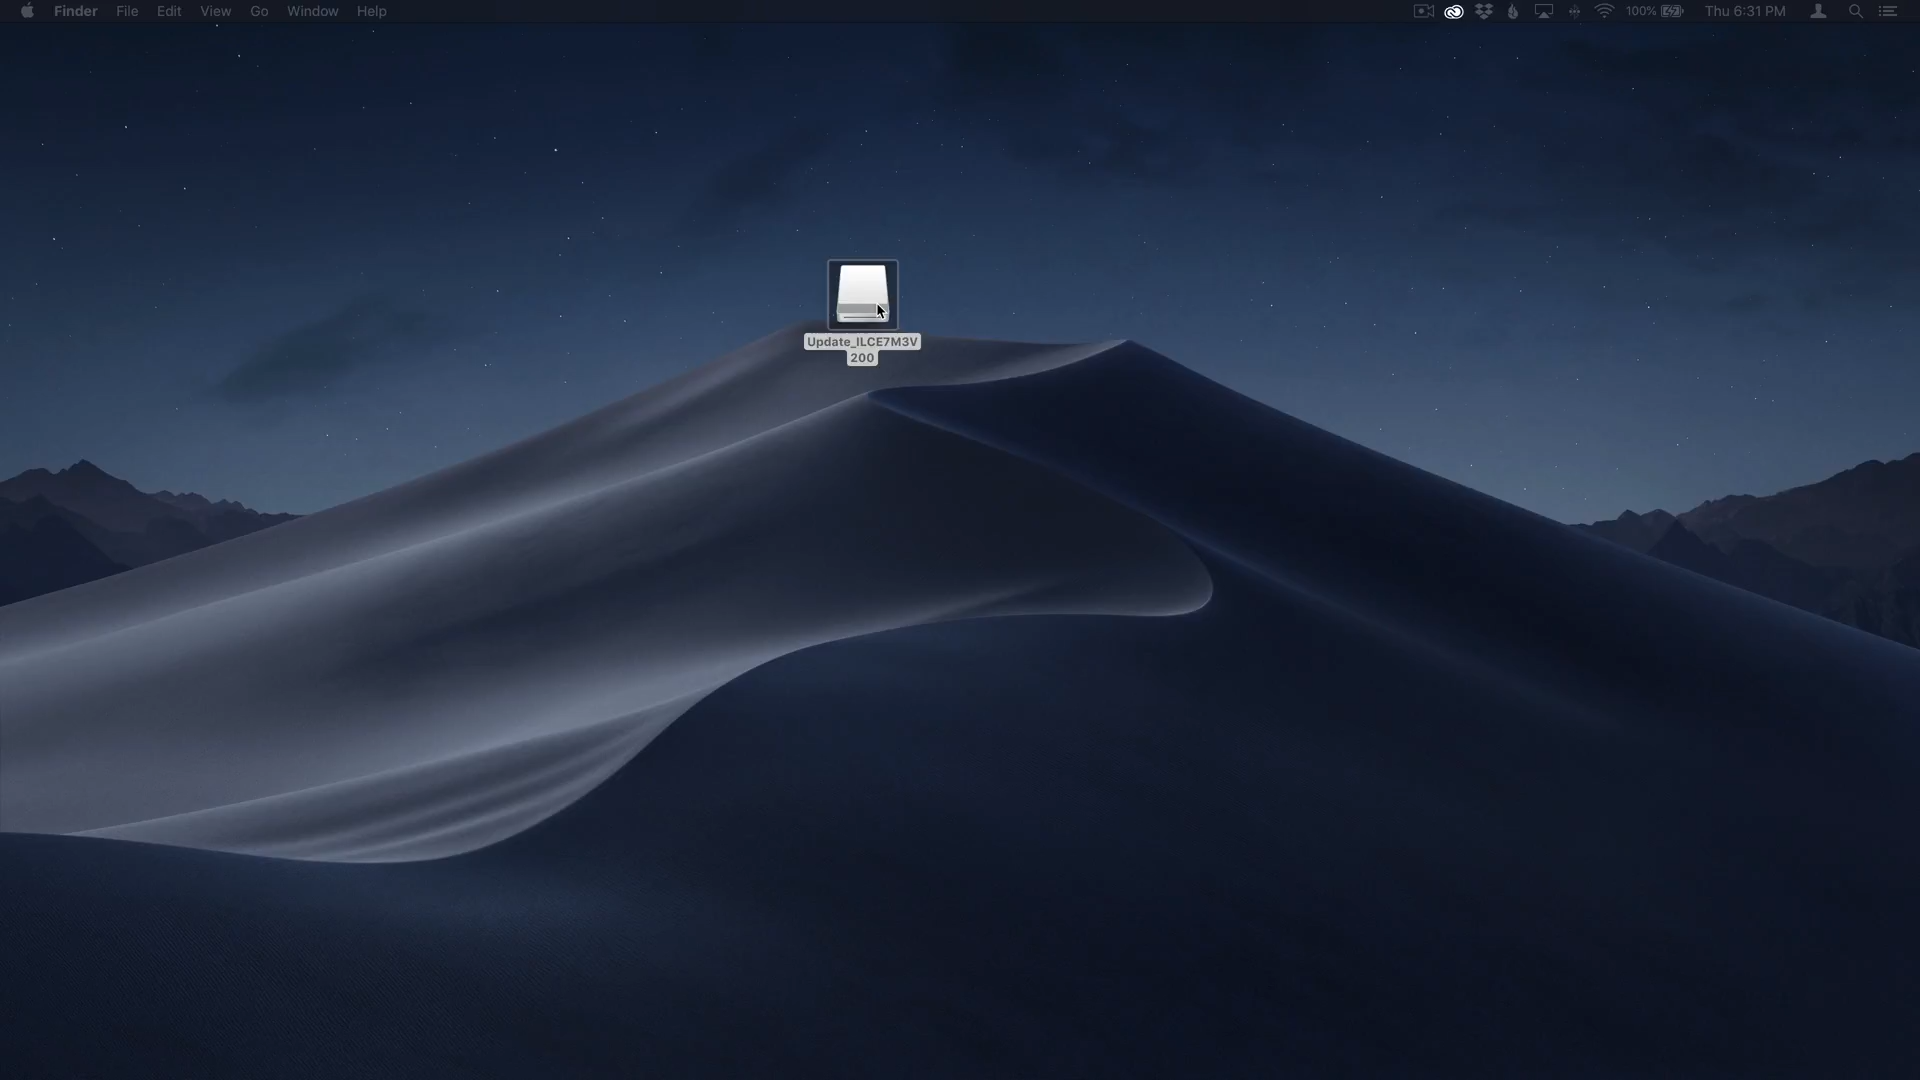 Finder File Edit View Go Window Help 100% Thu 6:31 PM
Update_ILCE7M3V
200